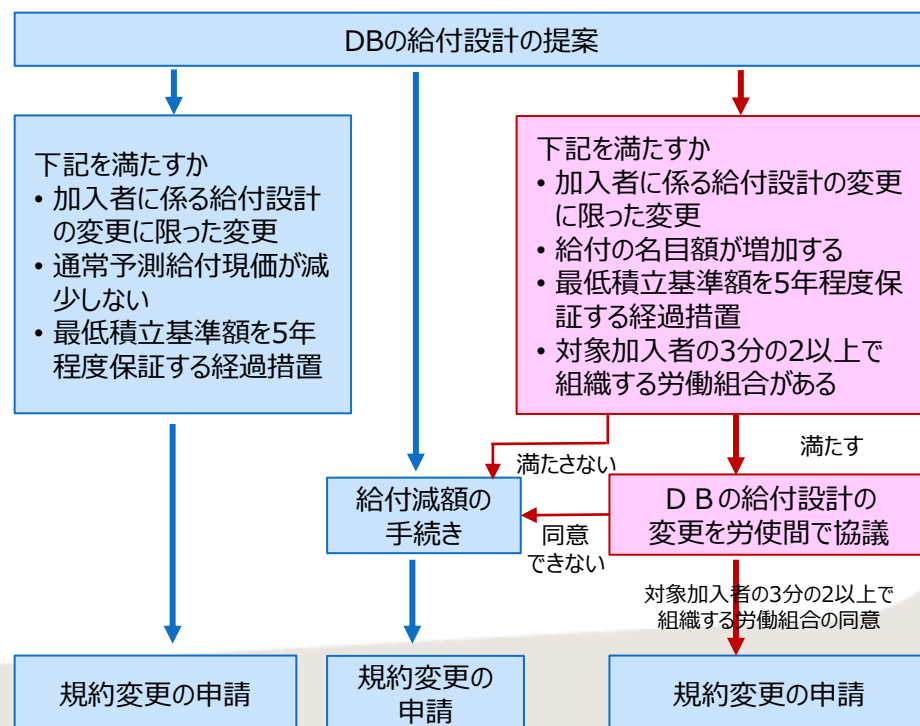 DBの給付設計の提案
下記を満たすか
• 加入者に係る給付設計
の変更に限った変更
• 通常予測給付現価が減
少しない
• 最低積立基準額を5年
程度保証する経過措置
下記を満たすか
• 加入者に係る給付設計の変更
に限った変更
• 給付の名目額が増加する
• 最低積立基準額を5年程度保
証する経過措置
• 対象加入者の3分の2以上で
組織する労働組合がある
満たさない
満たす
給付減額の
手続き
同意
できない
ＤＢの給付設計の
変更を労使間で協議
対象加入者の3分の2以上で
組織する労働組合の同意
規約変更の申請
規約変更の
申請
規約変更の申請